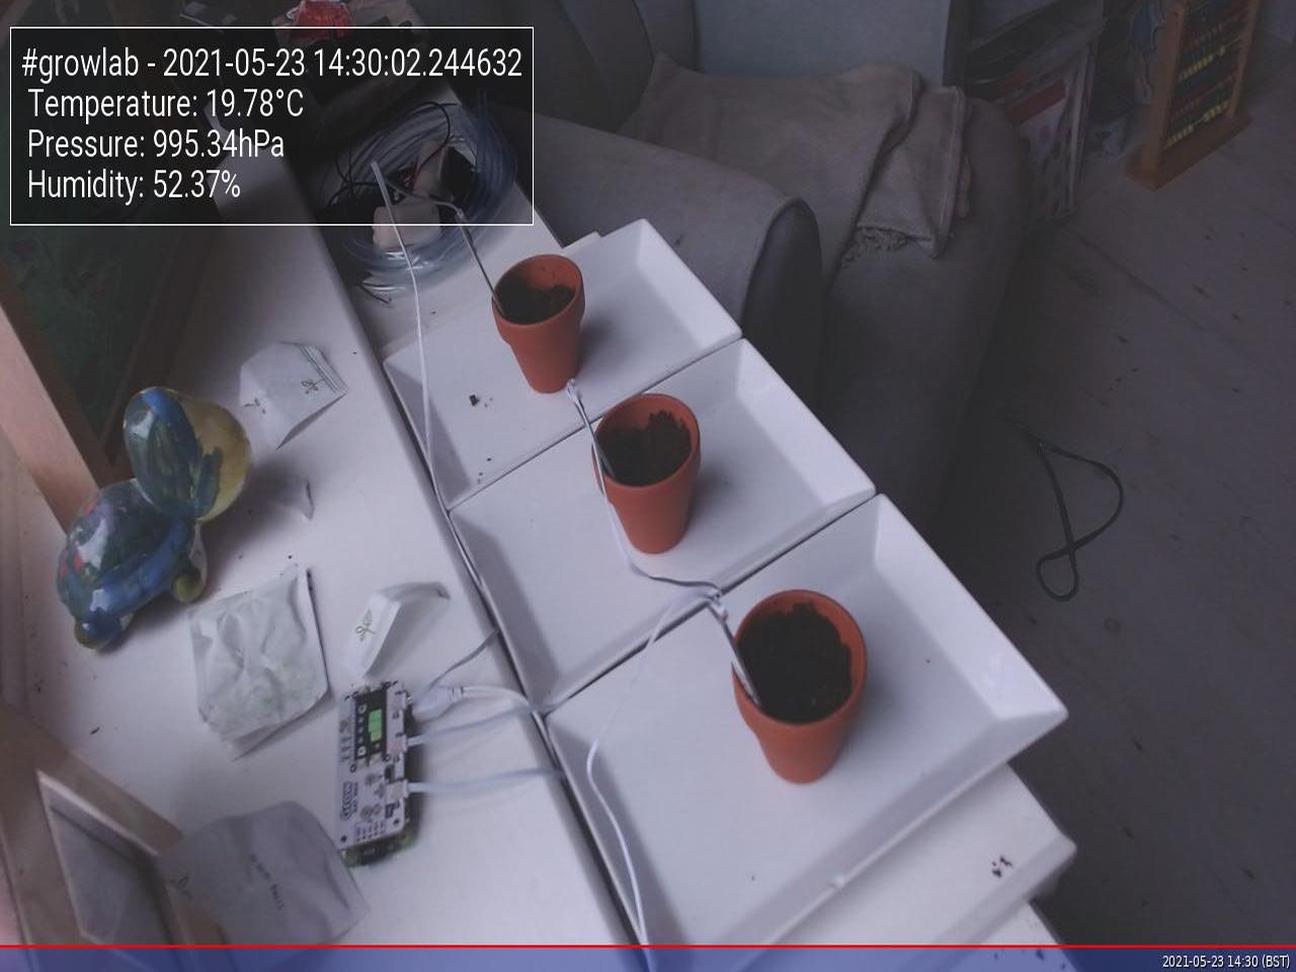 #growlab - 2021-05-23 14:30:02.244632
Temperature: 19.78°C
Pressure: 995.34hPa
Humidity: 52.37%
2021-05-23 14:30 (BST)